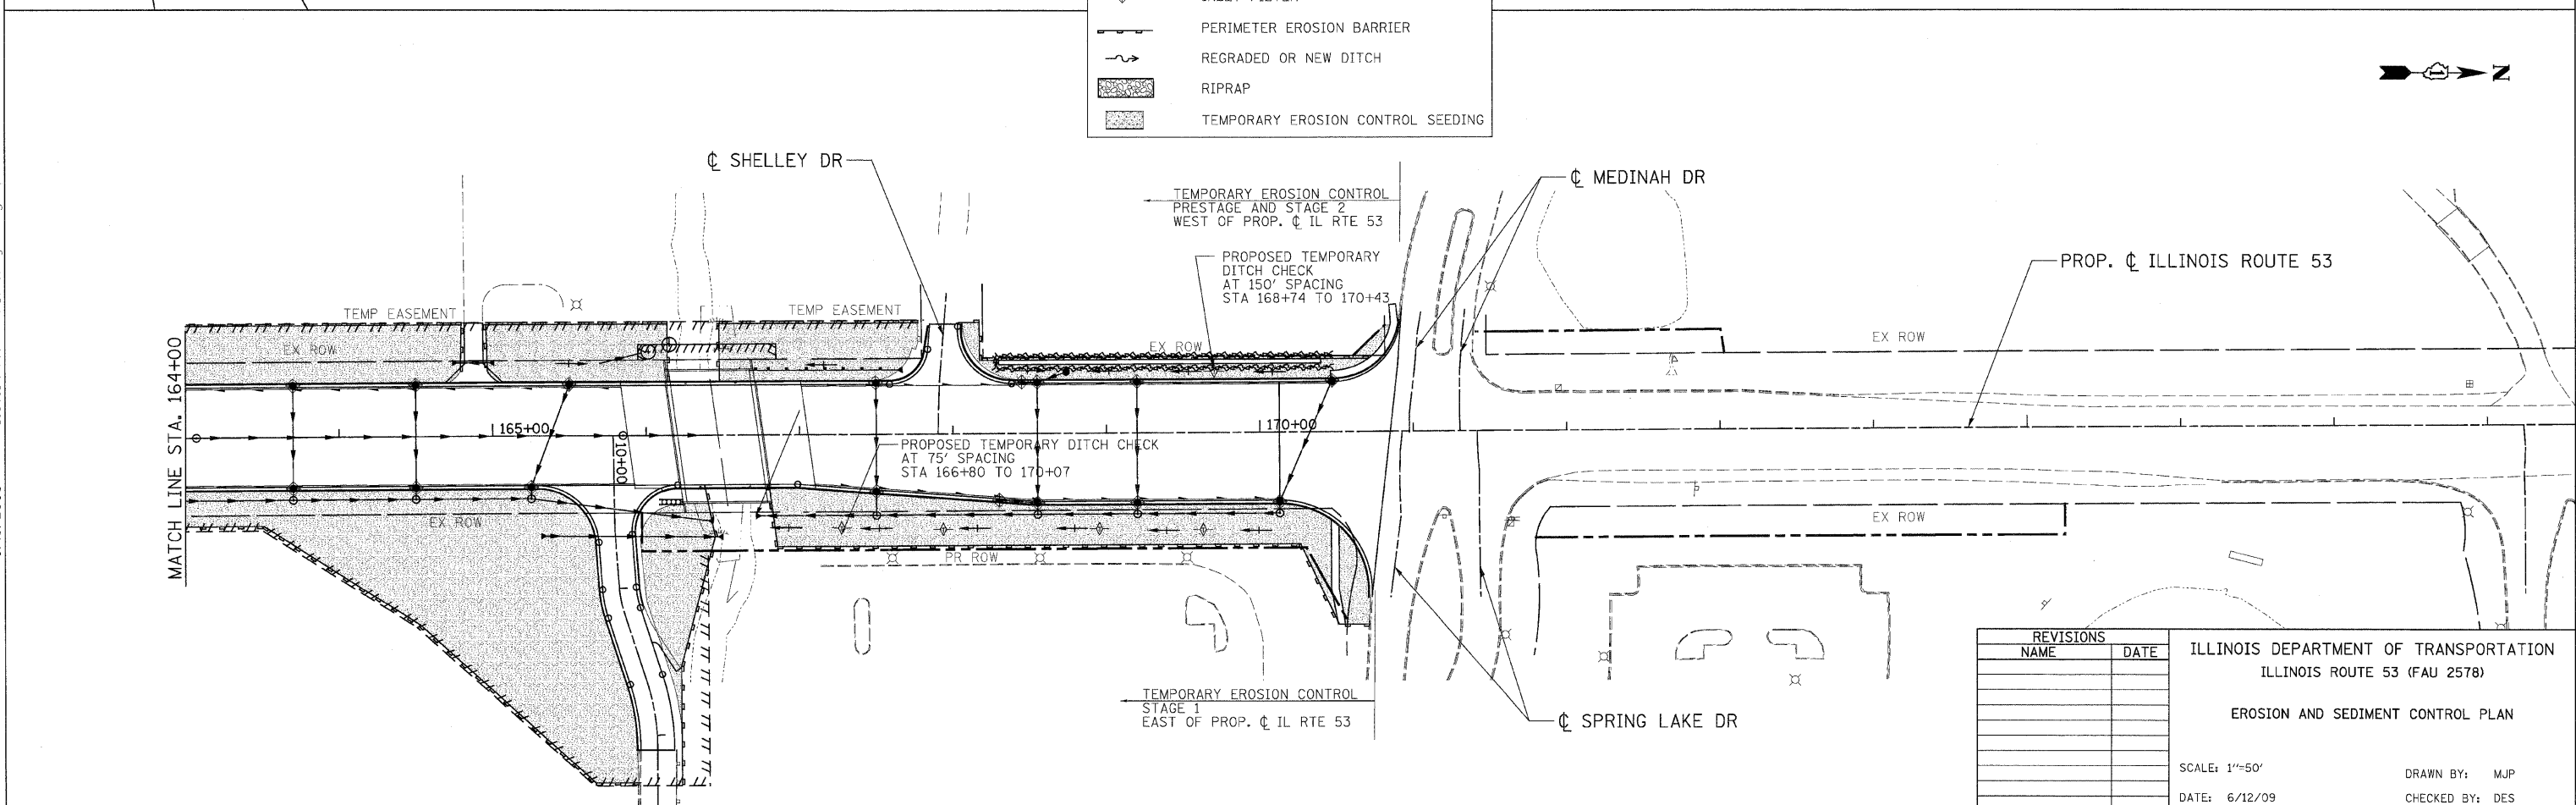 INLET FILTER
PERIMETER EROSION BARRIER
REGRADED OR NEW DITCH
RIPRAP
TEMPORARY EROSION CONTROL SEEDING
N
℄ SHELLEY DR
TEMPORARY EROSION CONTROL
PRESTAGE AND STAGE 2
WEST OF PROP. ℄ IL RTE 53
℄ MEDINAH DR
PROPOSED TEMPORARY
DITCH CHECK
AT 150' SPACING
STA 168+74 TO 170+43
PROP. ℄ ILLINOIS ROUTE 53
TEMP EASEMENT
TEMP EASEMENT
EX ROW
EX ROW
EX ROW
MATCH LINE STA. 164+00
165+00
170+00
10+00
PROPOSED TEMPORARY DITCH CHECK
AT 75' SPACING
STA 166+80 TO 170+07
EX ROW
EX ROW
PR ROW
TEMPORARY EROSION CONTROL
STAGE 1
EAST OF PROP. ℄ IL RTE 53
℄ SPRING LAKE DR
REVISIONS
NAME DATE
ILLINOIS DEPARTMENT OF TRANSPORTATION
ILLINOIS ROUTE 53 (FAU 2578)
EROSION AND SEDIMENT CONTROL PLAN
SCALE: 1"=50'
DRAWN BY: MJP
DATE: 6/12/09
CHECKED BY: DES